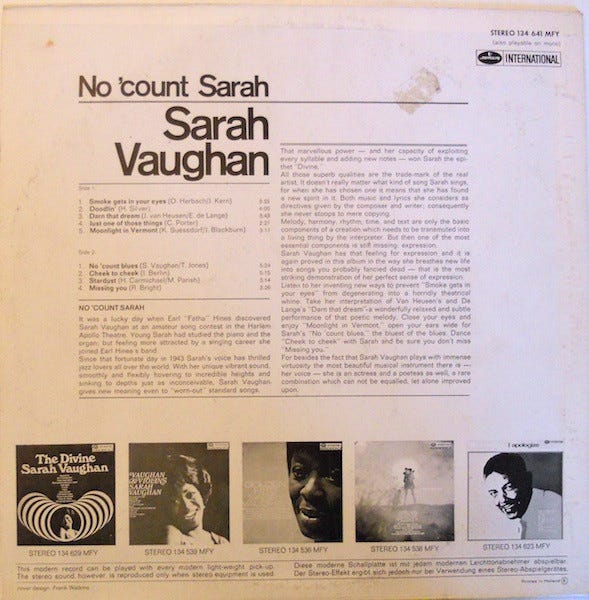 STEREO 134 641 MFY
(also playable on mono)
INTERNATIONAL
No 'count Sarah
Sarah
Vaughan
Side 1:
1. Smoke gets in your eyes (O. Herbach/J. Kern)
2. Doodlin' (H. Silver)
3. Darn that dream (J. van Heusen/E. de Lange)
4. Just one of those things (C. Porter)
5. Moonlight in Vermont (K. Suessdorf/J. Blackburn)
Side 2:
1. No 'count blues (S. Vaughan/T. Jones)
2. Cheek to cheek (I. Berlin)
3. Stardust (H. Carmichael/M. Parish)
4. Missing you (R. Bright)
NO 'COUNT SARAH
It was a lucky day when Earl "Fatha" Hines discovered
Sarah Vaughan at an amateur song contest in the Harlem
Apollo Theatre. Young Sarah had studied the piano and the
organ; but feeling more attracted by a singing career she
joined Earl Hines's band.
Since that fortunate day in 1943 Sarah's voice has thrilled
jazz lovers all over the world. With her unique vibrant sound,
smoothly and flexibly hovering to incredible heights and
sinking to depths just as inconceivable, Sarah Vaughan
gives new meaning even to "worn-out" standard songs.
That marvellous power — and her capacity of exploiting
every syllable and adding new notes — won Sarah the epi-
thet "Divine."
All those superb qualities are the trade-mark of the real
artist. It doesn't really matter what kind of song Sarah sings,
for when she has chosen one it means that she has found
a new spirit in it. Both music and lyrics she considers as
directives given by the composer and writer; consequently
she never stoops to mere copying.
Melody, harmony, rhythm, time, and text are only the basic
components of a creation which needs to be transmuted into
a living thing by the interpreter. But then one of the most
essential components is still missing: expression.
Sarah Vaughan has that feeling for expression and it is
again proved in this album in the way she breathes new life
into songs you probably fancied dead — that is the most
striking demonstration of her perfect sense of expression.
Listen to her inventing new ways to prevent "Smoke gets in
your eyes" from degenerating into a horridly theatrical
whine. Take her interpretation of Van Heusen's and De
Lange's "Darn that dream" a wonderfully relaxed and subtle
performance of that poetic melody. Close your eyes and
enjoy "Moonlight in Vermont," open your ears wide for
Sarah's "No 'count blues," the bluest of the blues. Dance
"Cheek to cheek" with Sarah and be sure you don't miss
"Missing you."
For besides the fact that Sarah Vaughan plays with immense
virtuosity the most beautiful musical instrument there is —
her voice — she is an actress and a poetess as well, a rare
combination which can not be equalled, let alone improved
upon.
The Divine
Sarah Vaughan
STEREO 134 629 MFY
VAUGHAN
& VIOLINS
SARAH
VAUGHAN
STEREO 134 539 MFY
STEREO 134 536 MFY
STEREO 134 538 MFY
I apologize
STEREO 134 623 MFY
This modern record can be played with every modern light-weight pick-up.
The stereo sound, however, is reproduced only when stereo equipment is used.
Diese moderne Schallplatte ist mit jedem modernen Leichttonabnehmer abspielbar.
Der Stereo-Effekt ergibt sich jedoch nur bei Verwendung eines Stereo-Abspielgerätes.
cover design: Frank Watkins
Printed in Holland